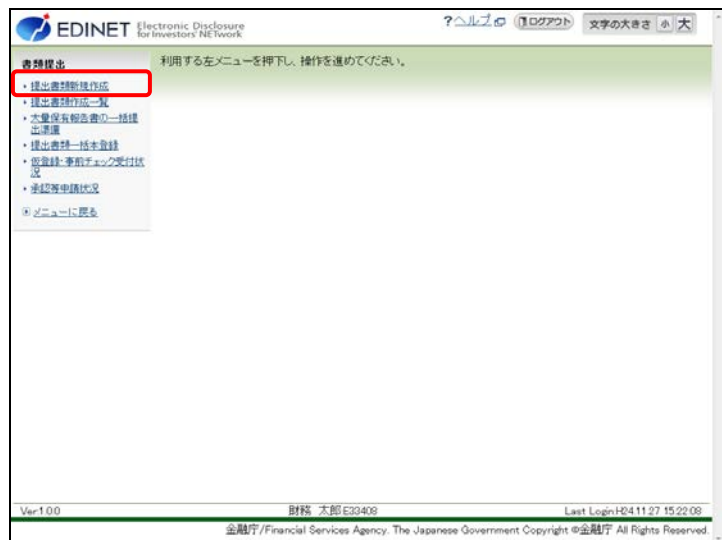 EDINET Electronic Disclosure
for Investors' NETwork
?ヘルプ ログアウト 文字の大きさ 小 大
書類提出
利用する左メニューを押下し、操作を進めてください。
提出書類新規作成
提出書類作成一覧
大量保有報告書の一括提
出準備
提出書類一括本登録
仮登録・事前チェック受付状
況
承認等申請状況
メニューに戻る
Ver.1.0.0 財務 太郎 E33408 Last Login:H24.11.27 15:22:08
金融庁/Financial Services Agency. The Japanese Government Copyright ©金融庁 All Rights Reserved.